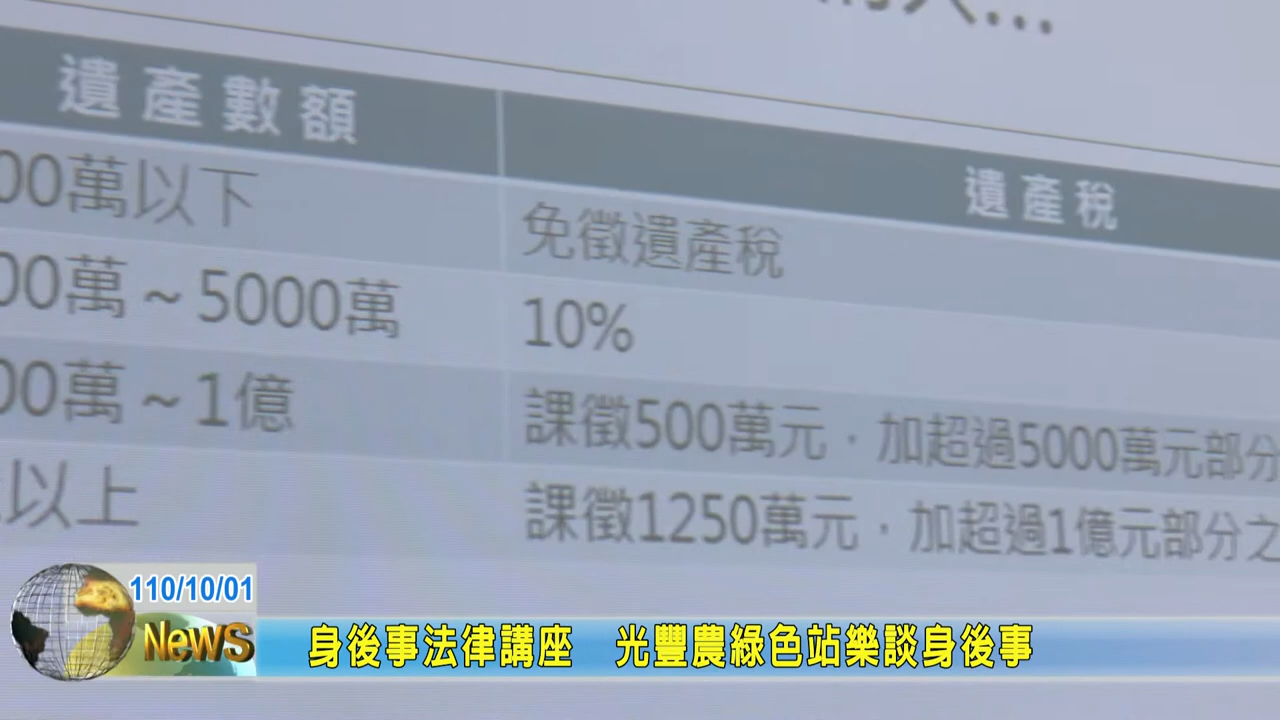 遺產數額 遺產稅
00萬以下 免徵遺產稅
00萬~5000萬 10%
00萬~1億 課徵500萬元，加超過5000萬元部分
以上 課徵1250萬元，加超過1億元部分之
110/10/01
NewS
身後事法律講座 光豐農綠色站樂談身後事